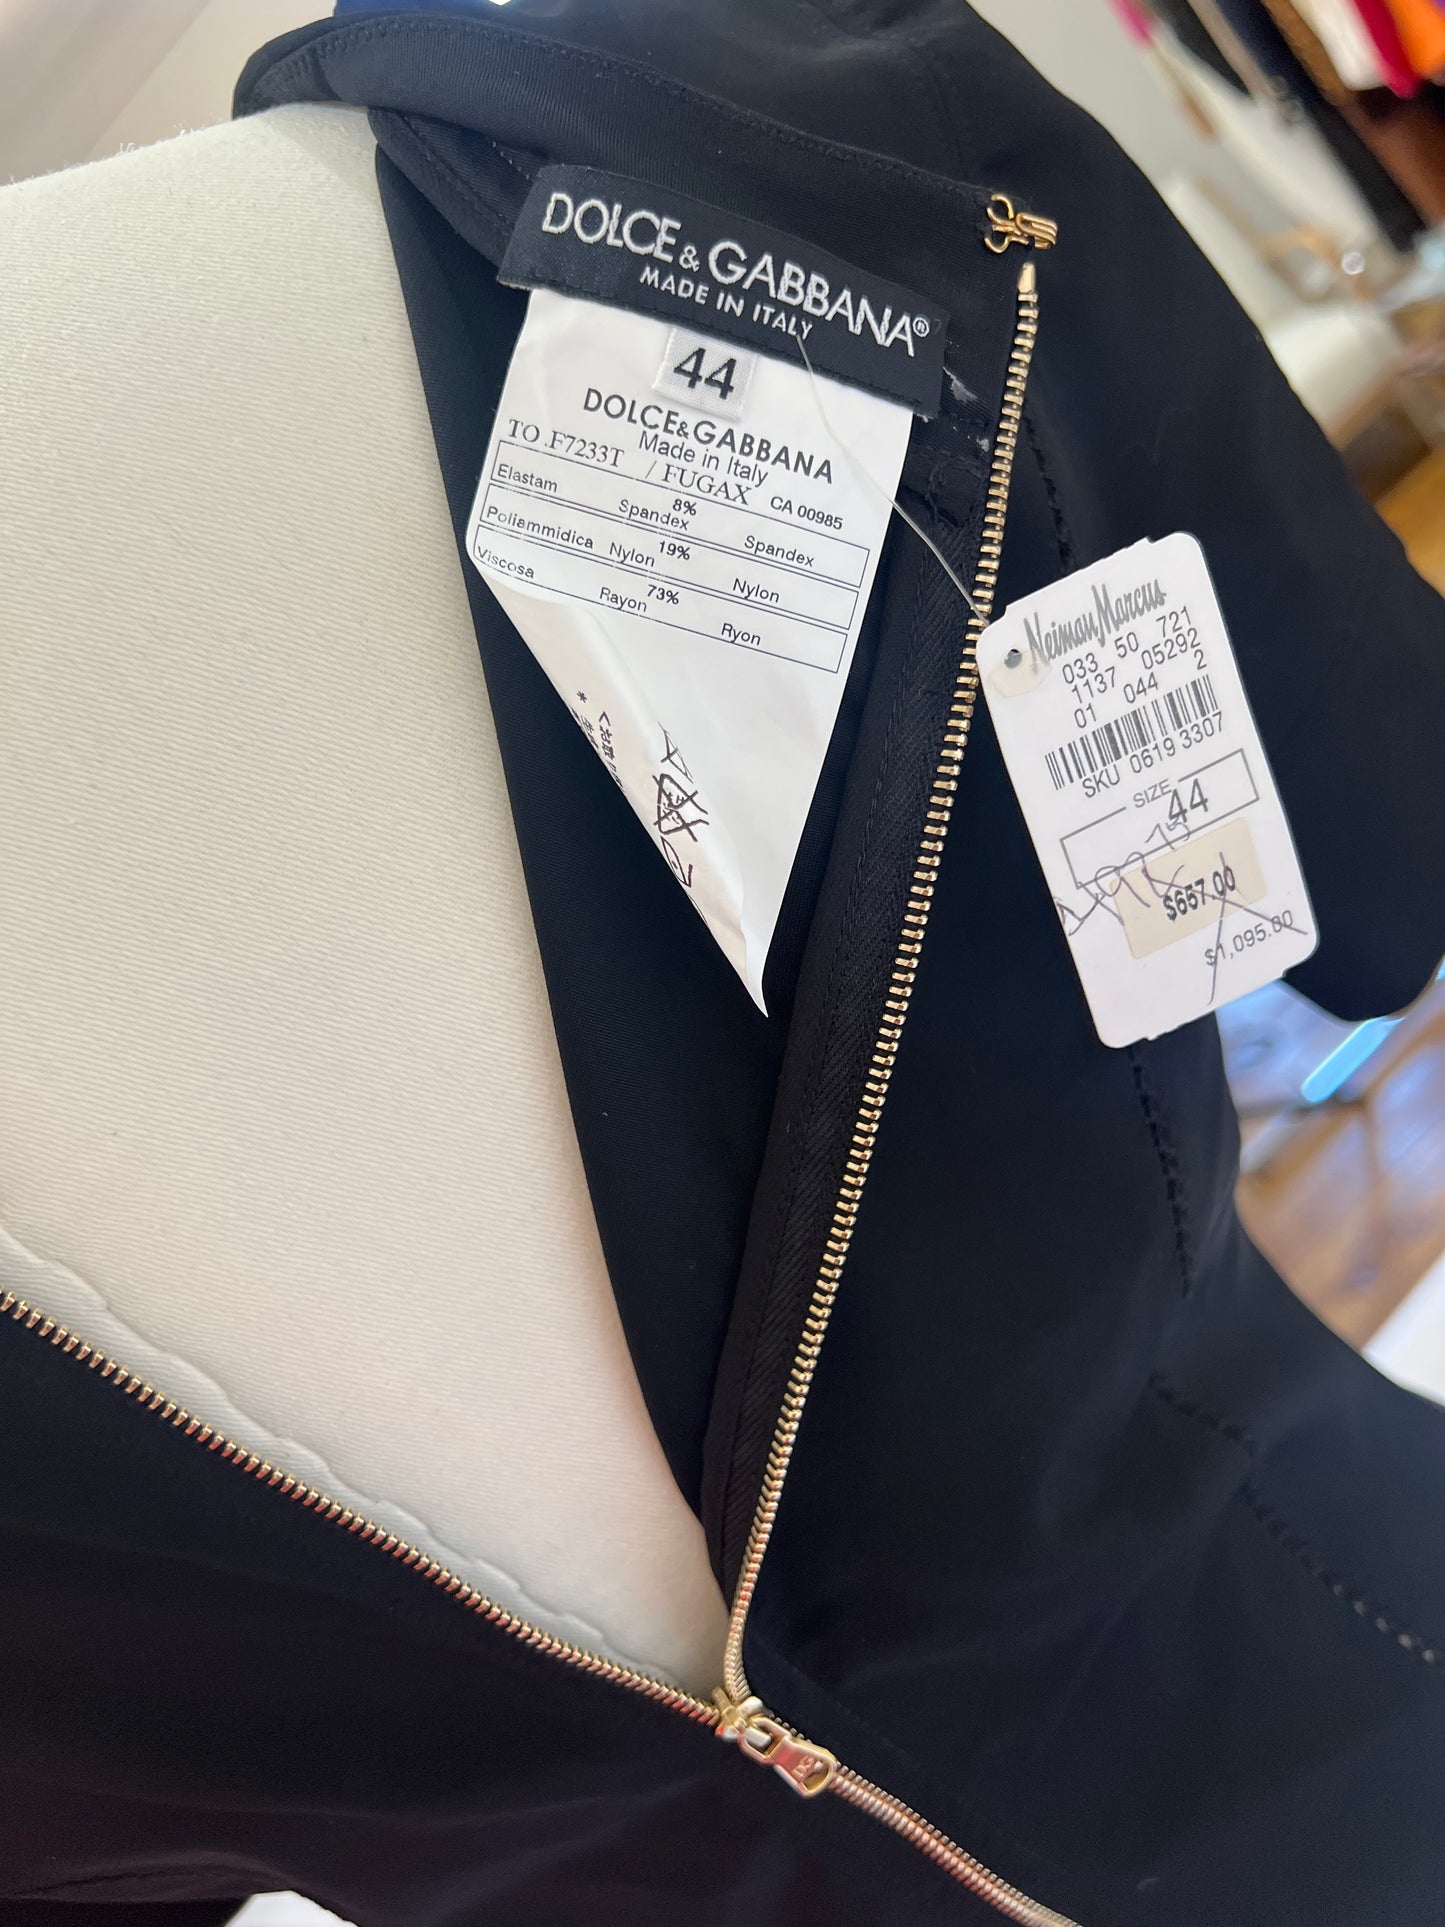 DOLCE & GABBANA®
MADE IN ITALY
44
DOLCE&GABBANA
Made in Italy
TO .F7233T / FUGAX CA 00985
Elastam 8% Spandex Spandex
Poliammidica Nylon 19% Nylon
Viscosa Rayon 73% Ryon
Neiman Marcus
033 50 721
1137 05292
01 044 2
SKU 0619 3307
SIZE
44
$657.00
$1,095.00